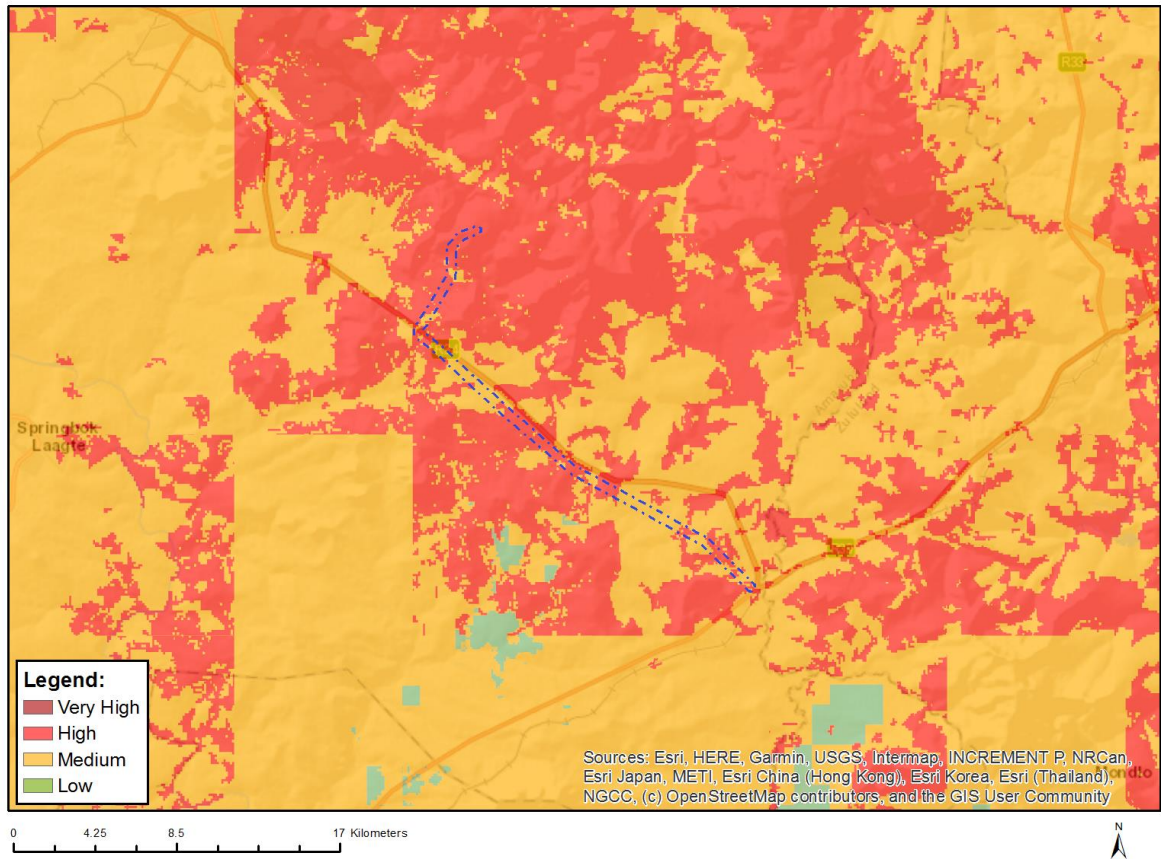 R33
Springbok
Laagte
Zululand
Legend:
Very High
High
Medium
Low
Sources: Esri, HERE, Garmin, USGS, Intermap, INCREMENT P, NRCan,
Esri Japan, METI, Esri China (Hong Kong), Esri Korea, Esri (Thailand),
NGCC, (c) OpenStreetMap contributors, and the GIS User Community
Mondlo
0 4.25 8.5 17 Kilometers
N